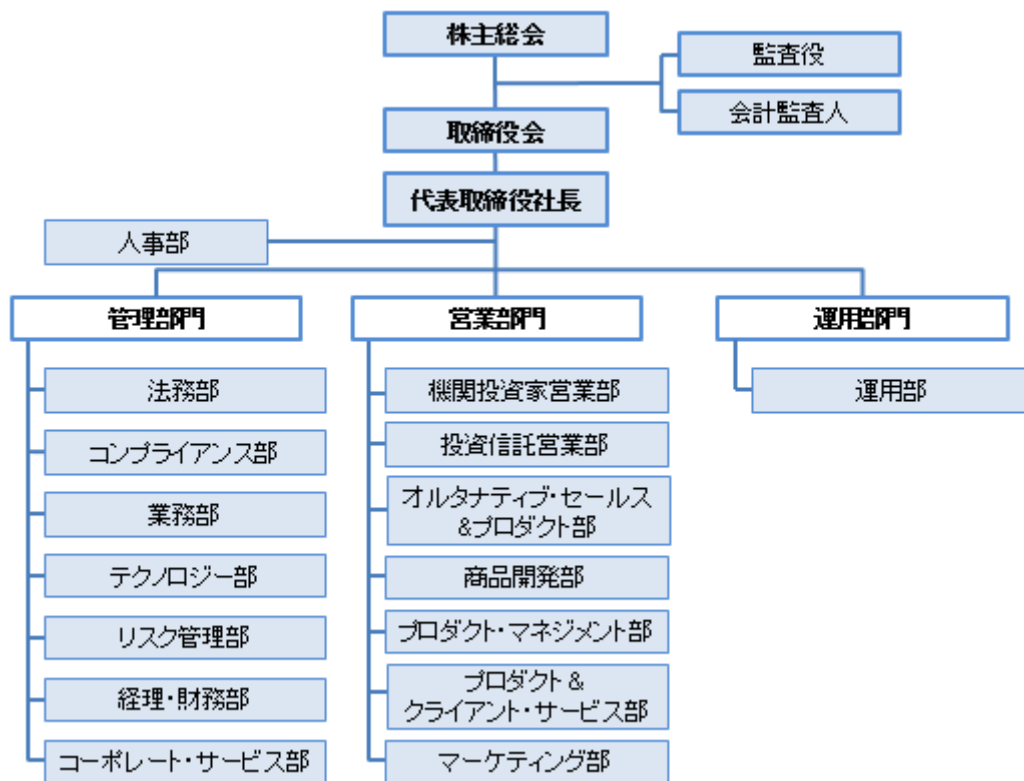 株主総会
監査役
会計監査人
取締役会
代表取締役社長
人事部
管理部門
営業部門
運用部門
法務部
コンプライアンス部
業務部
テクノロジー部
リスク管理部
経理・財務部
コーポレート・サービス部
機関投資家営業部
投資信託営業部
オルタナティブ・セールス
&プロダクト部
商品開発部
プロダクト・マネジメント部
プロダクト &
クライアント・サービス部
マーケティング部
運用部